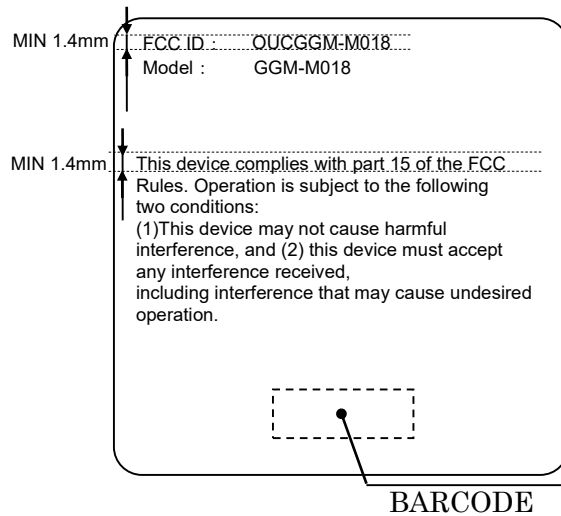 MIN 1.4mm FCC ID : OUCGGM-M018
Model : GGM-M018
MIN 1.4mm This device complies with part 15 of the FCC
Rules. Operation is subject to the following
two conditions:
(1)This device may not cause harmful
interference, and (2) this device must accept
any interference received,
including interference that may cause undesired
operation.
BARCODE